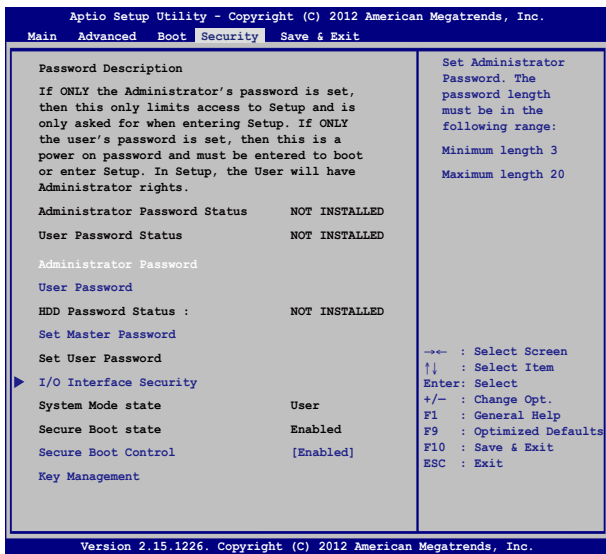 Aptio Setup Utility - Copyright (C) 2012 American Megatrends, Inc.
Main Advanced Boot Security Save & Exit
Password Description
If ONLY the Administrator's password is set,
then this only limits access to Setup and is
only asked for when entering Setup. If ONLY
the user's password is set, then this is a
power on password and must be entered to boot
or enter Setup. In Setup, the User will have
Administrator rights.
Administrator Password Status NOT INSTALLED
User Password Status NOT INSTALLED
Administrator Password
User Password
HDD Password Status : NOT INSTALLED
Set Master Password
Set User Password
I/O Interface Security
System Mode state User
Secure Boot state Enabled
Secure Boot Control [Enabled]
Key Management
Set Administrator
Password. The
password length
must be in the
following range:
Minimum length 3
Maximum length 20
→← : Select Screen
↑↓ : Select Item
Enter: Select
+/— : Change Opt.
F1 : General Help
F9 : Optimized Defaults
F10 : Save & Exit
ESC : Exit
Version 2.15.1226. Copyright (C) 2012 American Megatrends, Inc.